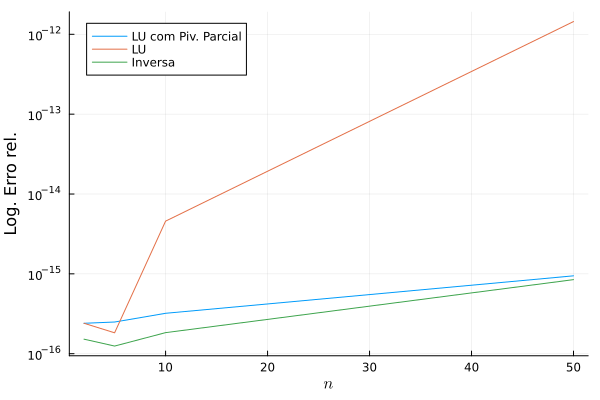 10⁻¹²
10⁻¹³
10⁻¹⁴
10⁻¹⁵
10⁻¹⁶
Log. Erro rel.
LU com Piv. Parcial
LU
Inversa
10 20 30 40 50
n